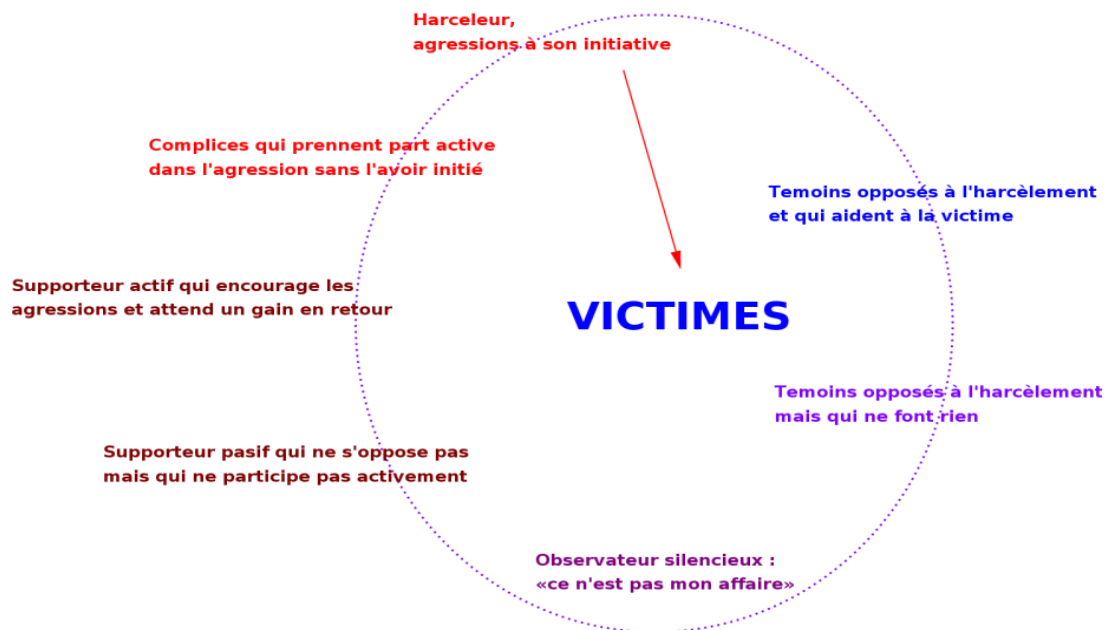 Harceleur,
agressions à son initiative
Complices qui prennent part active
dans l'agression sans l'avoir initié
Temoins opposés à l'harcèlement
et qui aident à la victime
Supporteur actif qui encourage les
agressions et attend un gain en retour
VICTIMES
Temoins opposés à l'harcèlement
mais qui ne font rien
Supporteur pasif qui ne s'oppose pas
mais qui ne participe pas activement
Observateur silencieux :
«ce n'est pas mon affaire»